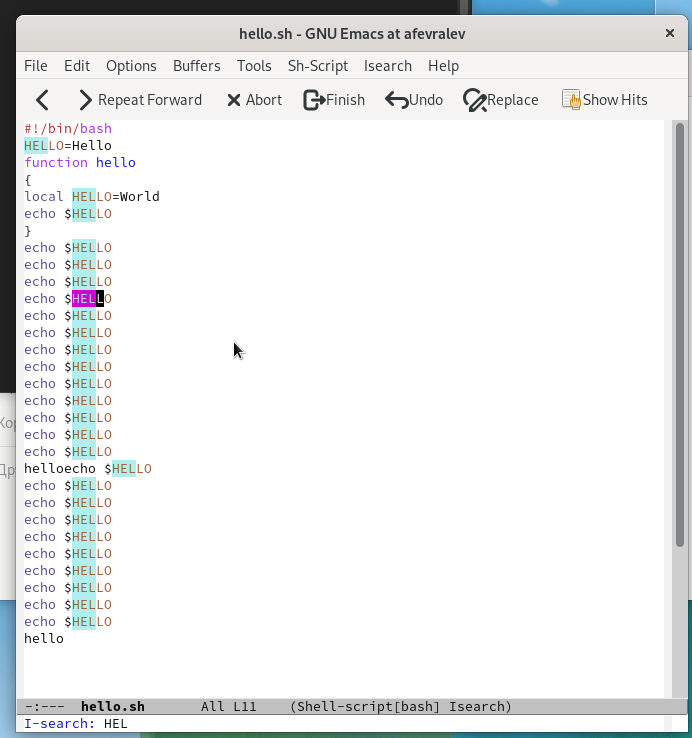 hello.sh - GNU Emacs at afevralev
File Edit Options Buffers Tools Sh-Script Isearch Help
Repeat Forward Abort Finish Undo Replace Show Hits
#!/bin/bash
HELLO=Hello
function hello
{
local HELLO=World
echo $HELLO
}
echo $HELLO
echo $HELLO
echo $HELLO
echo $HELLO
echo $HELLO
echo $HELLO
echo $HELLO
echo $HELLO
echo $HELLO
echo $HELLO
echo $HELLO
echo $HELLO
echo $HELLO
helloecho $HELLO
echo $HELLO
echo $HELLO
echo $HELLO
echo $HELLO
echo $HELLO
echo $HELLO
echo $HELLO
echo $HELLO
echo $HELLO
hello
-:--- hello.sh All L11 (Shell-script[bash] Isearch)
I-search: HEL